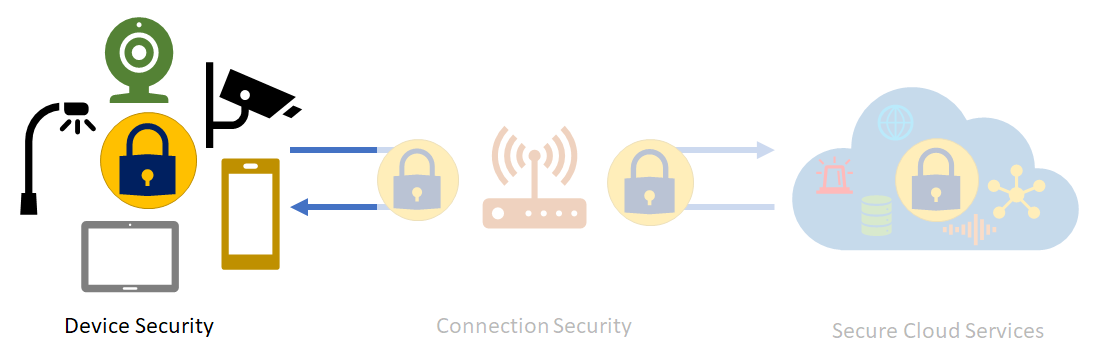 Device Security
Connection Security
Secure Cloud Services